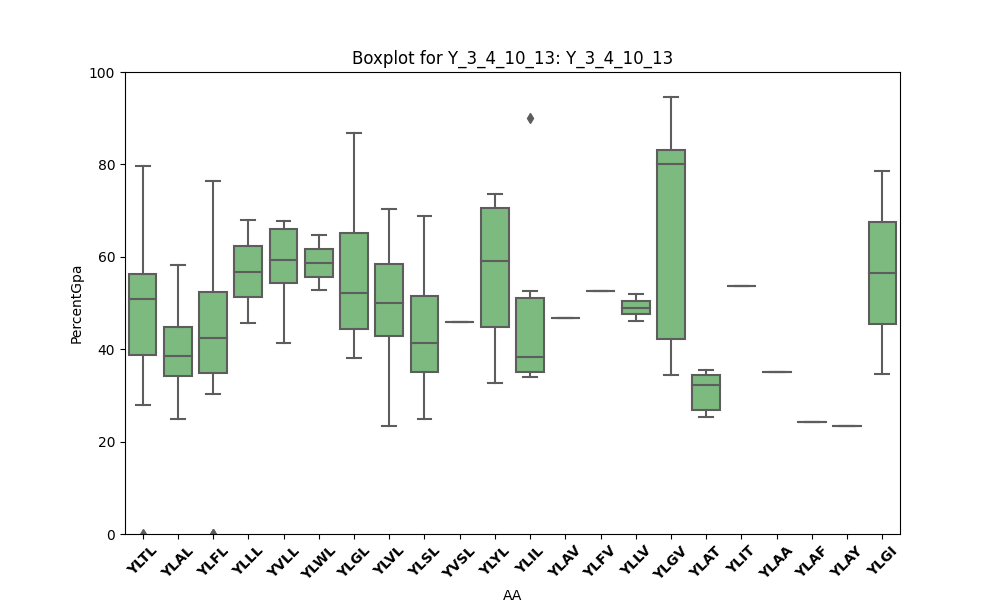 Boxplot for Y_3_4_10_13: Y_3_4_10_13
100
80
60
40
20
0
PercentGpa
YLTL YLAL YLFL YLLL YVLL YLWL YLGL YLVL YLSL YVSL YLYL YLIL YLAV YLFV YLLV YLGV YLAT YLIT YLAA YLAF YLAY YLGI
AA